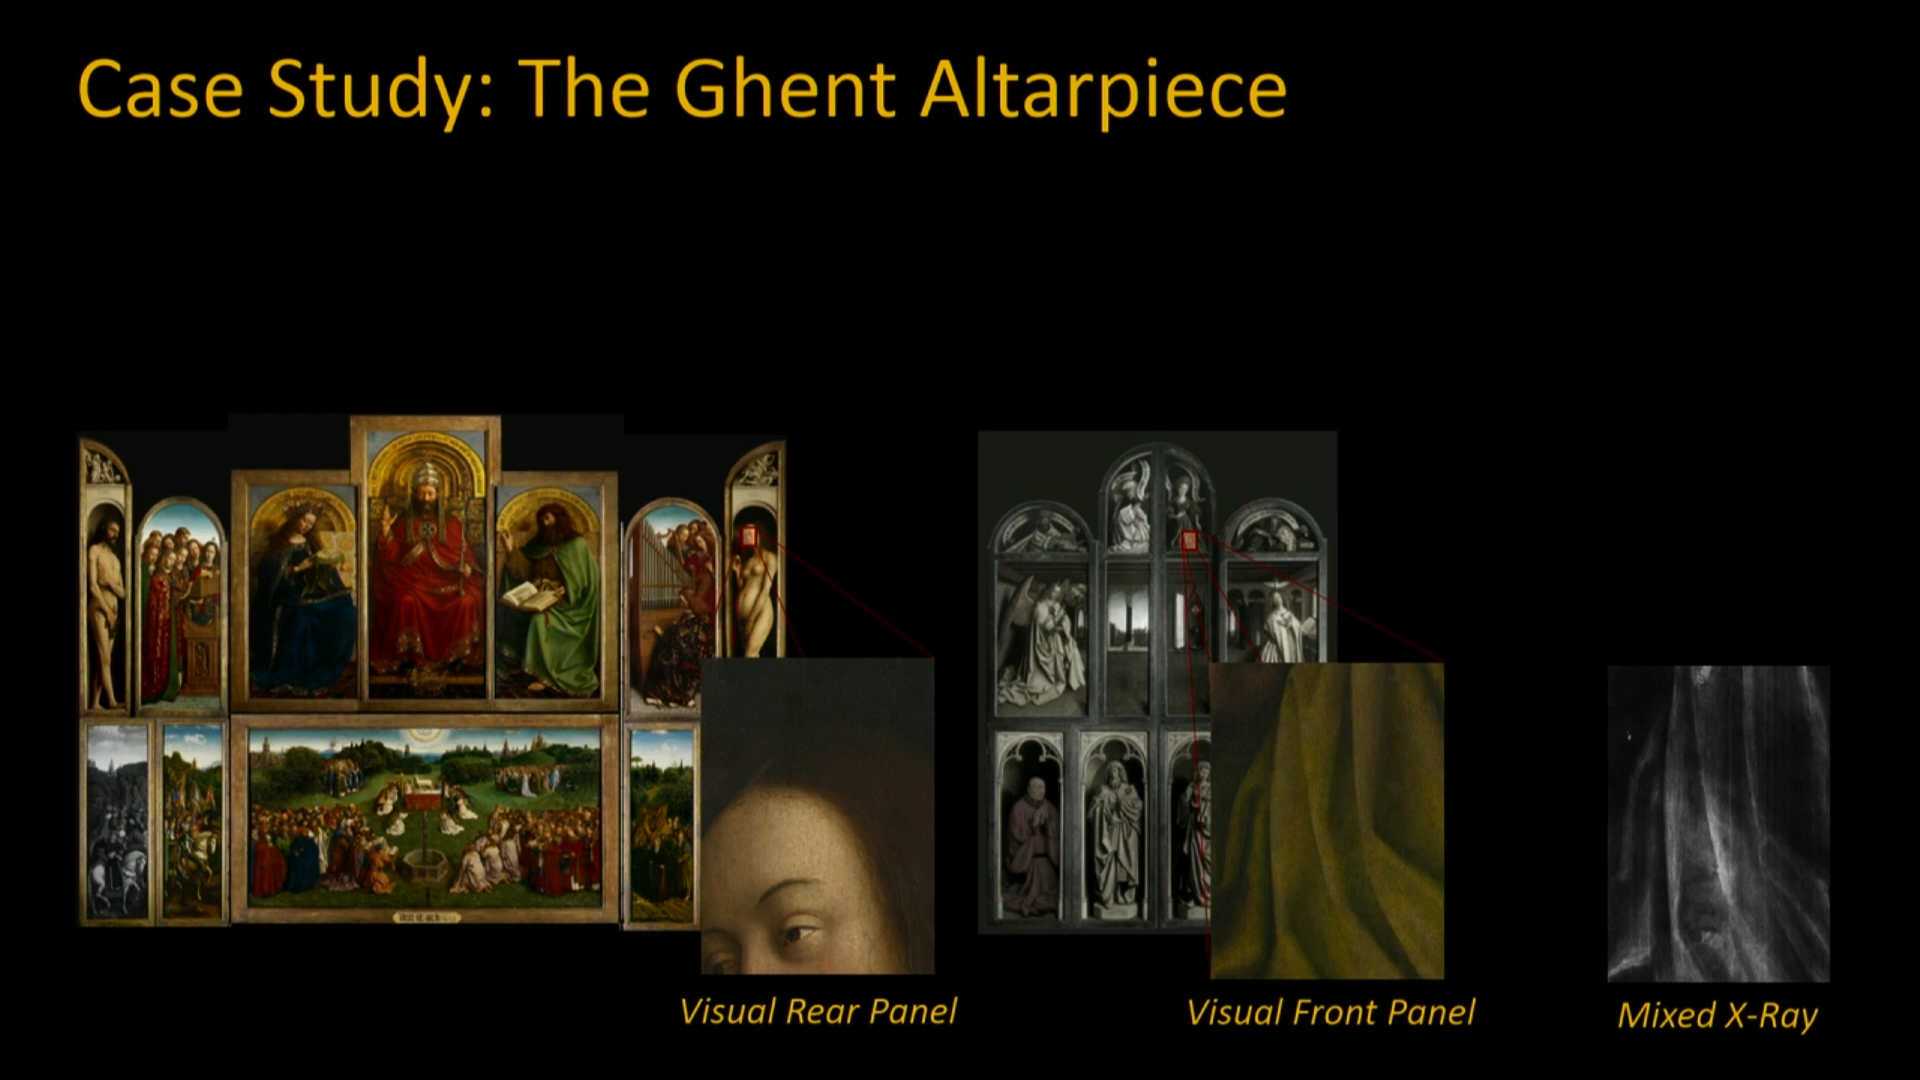 Case Study: The Ghent Altarpiece
Visual Rear Panel
Visual Front Panel
Mixed X-Ray